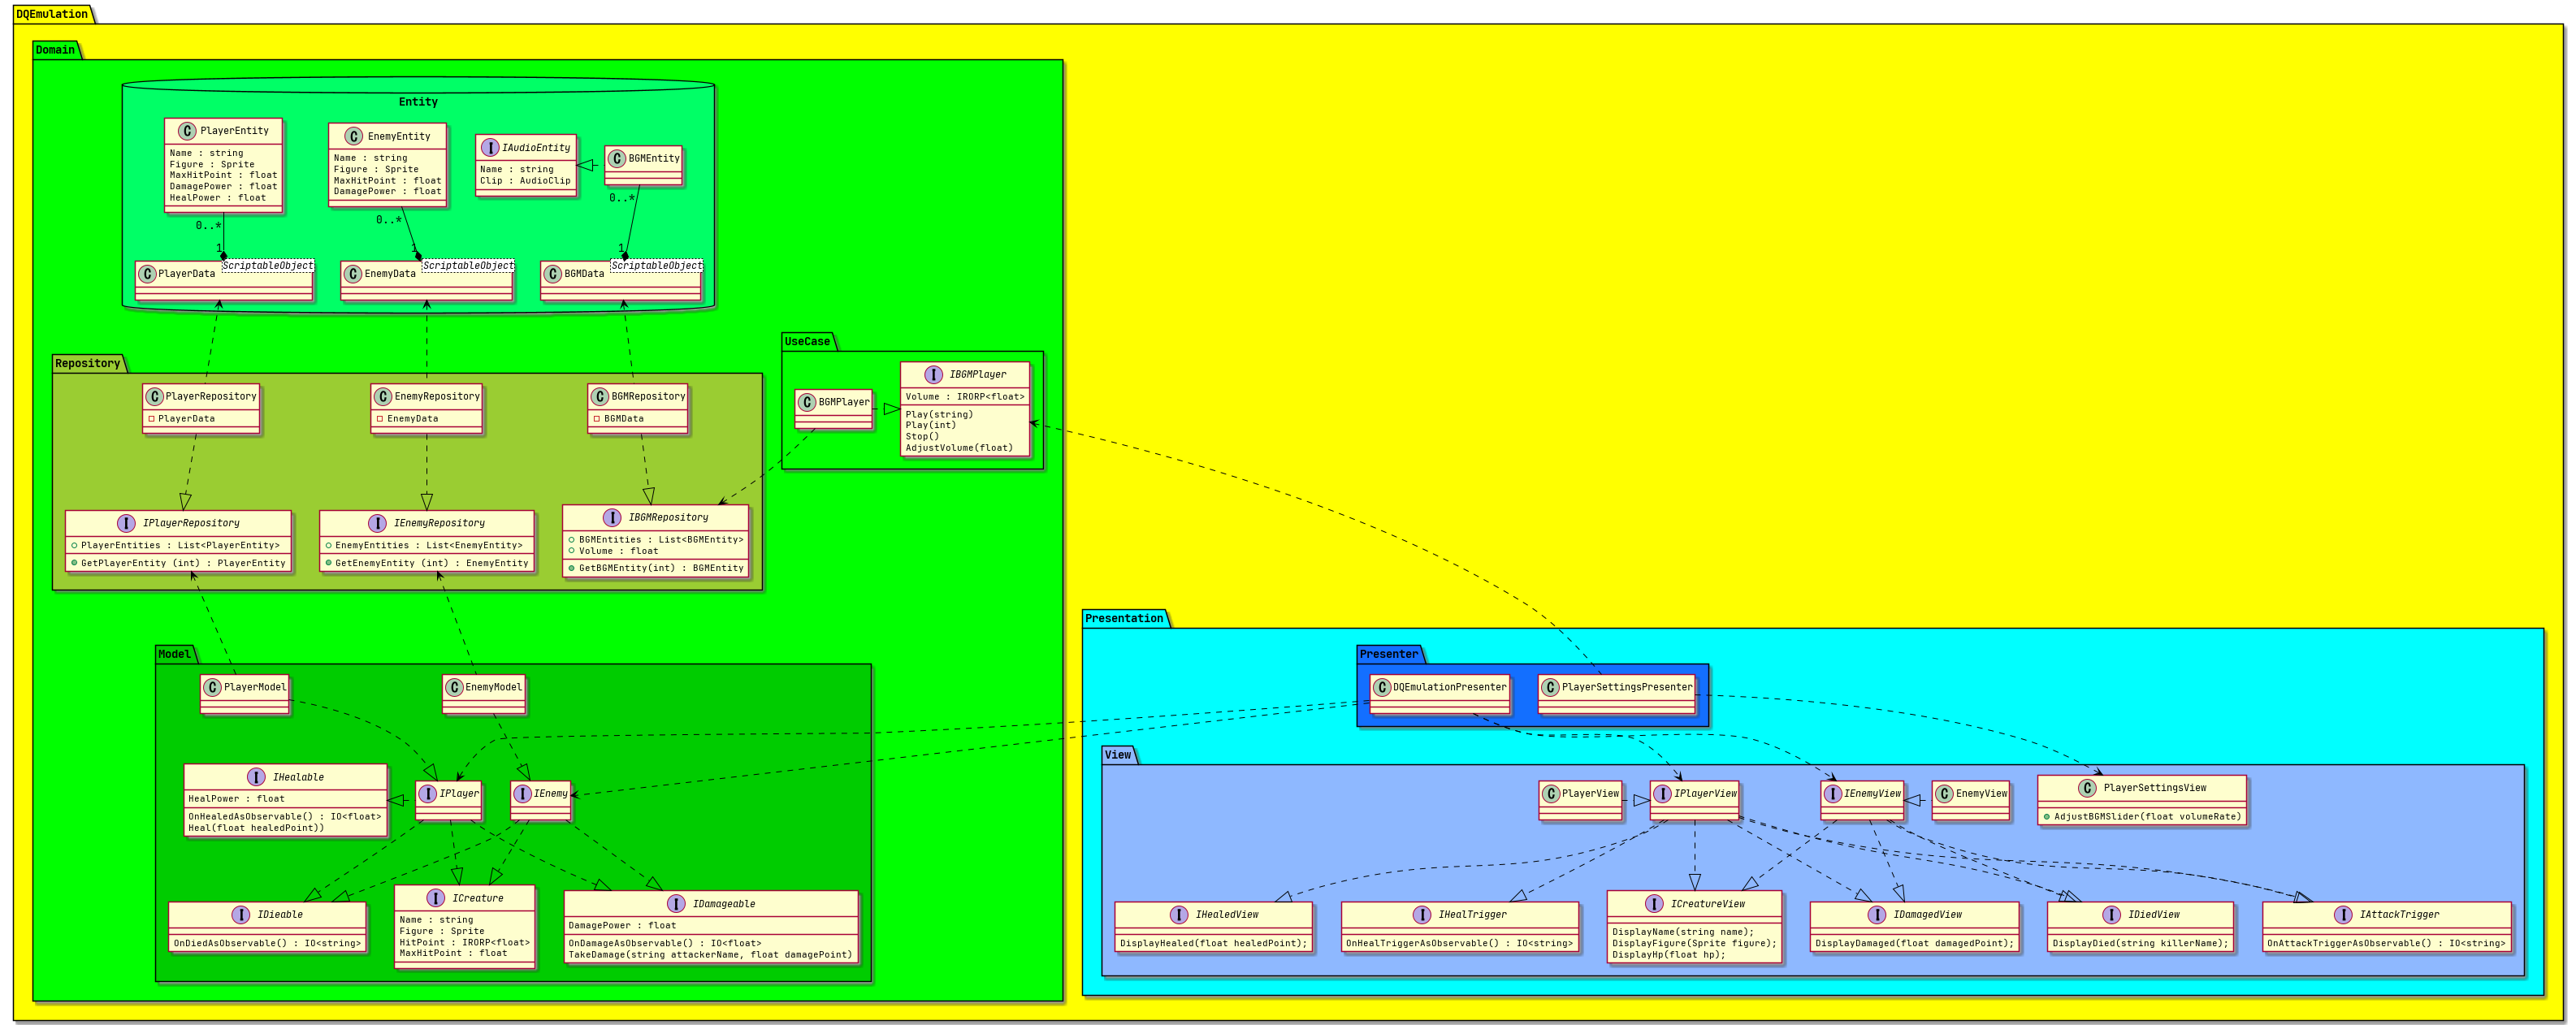 DQEmulation
Domain
Entity
C PlayerEntity
Name : string
Figure : Sprite
MaxHitPoint : float
DamagePower : float
HealPower : float
C EnemyEntity
Name : string
Figure : Sprite
MaxHitPoint : float
DamagePower : float
I IAudioEntity
Name : string
Clip : AudioClip
C BGMEntity
0..*
0..*
0..*
1
1
1
C PlayerData
ScriptableObject
C EnemyData
ScriptableObject
C BGMData
ScriptableObject
Repository
C PlayerRepository
PlayerData
C EnemyRepository
EnemyData
C BGMRepository
BGMData
I IPlayerRepository
PlayerEntities : List<PlayerEntity>
GetPlayerEntity (int) : PlayerEntity
I IEnemyRepository
EnemyEntities : List<EnemyEntity>
GetEnemyEntity (int) : EnemyEntity
I IBGMRepository
BGMEntities : List<BGMEntity>
Volume : float
GetBGMEntity(int) : BGMEntity
UseCase
C BGMPlayer
I IBGMPlayer
Volume : IRORP<float>
Play(string)
Play(int)
Stop()
AdjustVolume(float)
Model
C PlayerModel
C EnemyModel
I IHealable
HealPower : float
OnHealedAsObservable() : IO<float>
Heal(float healedPoint))
I IPlayer
I IEnemy
I IDieable
OnDiedAsObservable() : IO<string>
I ICreature
Name : string
Figure : Sprite
HitPoint : IRORP<float>
MaxHitPoint : float
I IDamageable
DamagePower : float
OnDamageAsObservable() : IO<float>
TakeDamage(string attackerName, float damagePoint)
Presentation
Presenter
C DQEmulationPresenter
C PlayerSettingsPresenter
View
C PlayerView
I IPlayerView
I IEnemyView
C EnemyView
C PlayerSettingsView
AdjustBGMSlider(float volumeRate)
I IHealedView
DisplayHealed(float healedPoint);
I IHealTrigger
OnHealTriggerAsObservable() : IO<string>
I ICreatureView
DisplayName(string name);
DisplayFigure(Sprite figure);
DisplayHp(float hp);
I IDamagedView
DisplayDamaged(float damagedPoint);
I IDiedView
DisplayDied(string killerName);
I IAttackTrigger
OnAttackTriggerAsObservable() : IO<string>